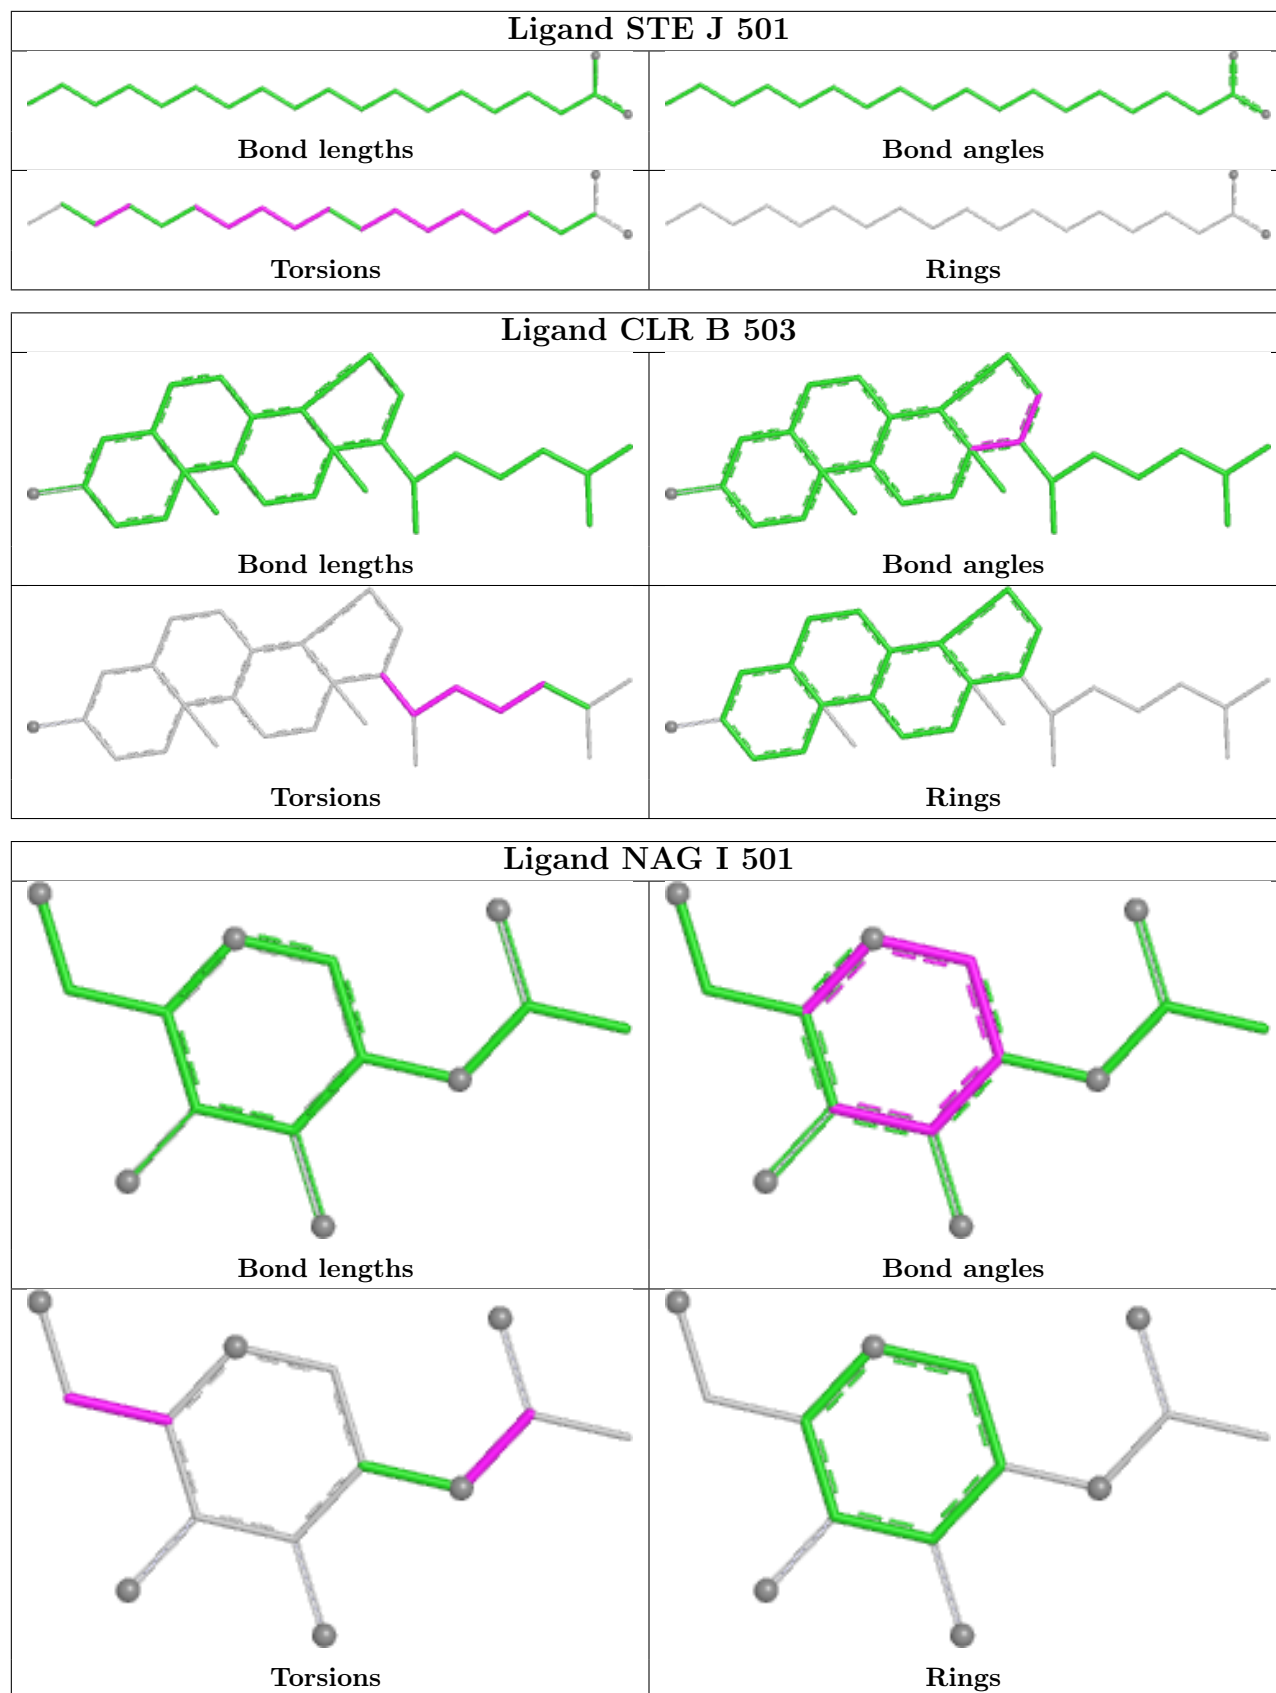 Ligand STE J 501
Bond lengths
Bond angles
Torsions
Rings
Ligand CLR B 503
Bond lengths
Bond angles
Torsions
Rings
Ligand NAG I 501
Bond lengths
Bond angles
Torsions
Rings